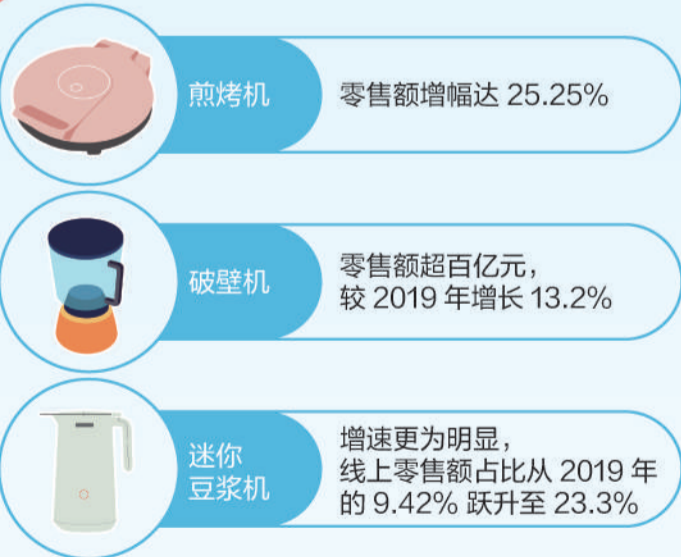 煎烤机
零售额增幅达 25.25%
破壁机
零售额超百亿元，
较 2019 年增长 13.2%
迷你
豆浆机
增速更为明显，
线上零售额占比从 2019 年
的 9.42% 跃升至 23.3%